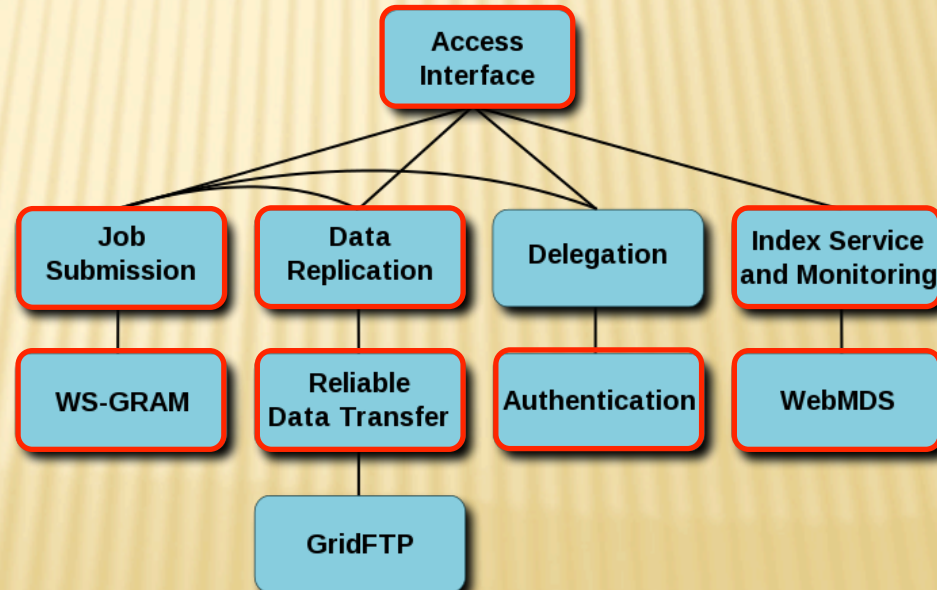 Access
Interface
Job
Submission
Data
Replication
Delegation
Index Service
and Monitoring
WS-GRAM
Reliable
Data Transfer
Authentication
WebMDS
GridFTP